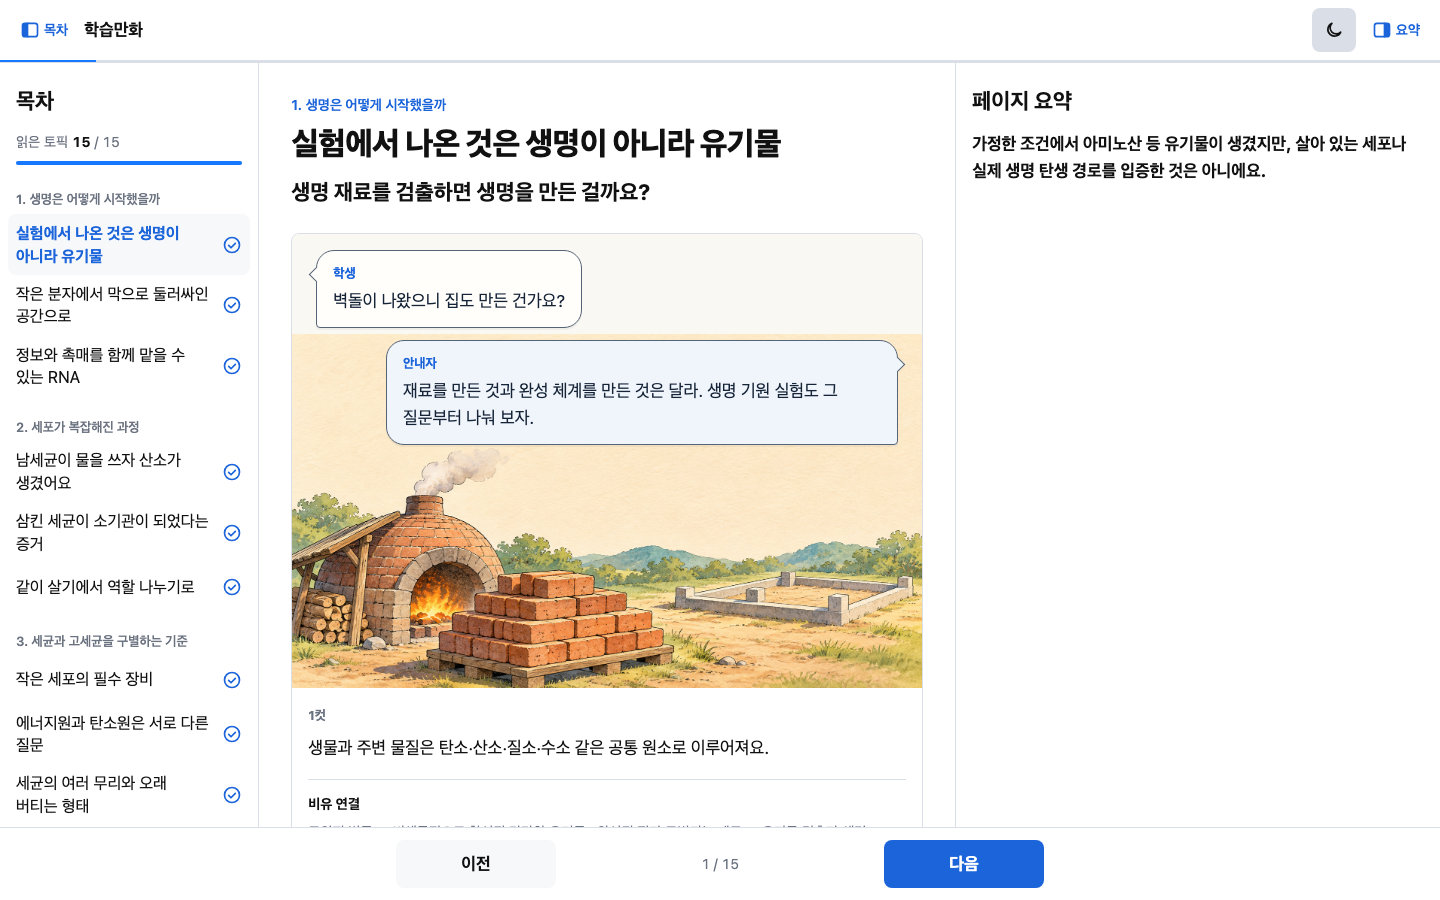 목차
학습만화
요약
목차
읽은 토픽 15 / 15
1. 생명은 어떻게 시작했을까
실험에서 나온 것은 생명이
아니라 유기물
작은 분자에서 막으로 둘러싸인
공간으로
정보와 촉매를 함께 맡을 수
있는 RNA
2. 세포가 복잡해진 과정
남세균이 물을 쓰자 산소가
생겼어요
삼킨 세균이 소기관이 되었다는
증거
같이 살기에서 역할 나누기로
3. 세균과 고세균을 구별하는 기준
작은 세포의 필수 장비
에너지원과 탄소원은 서로 다른
질문
세균의 여러 무리와 오래
버티는 형태
1. 생명은 어떻게 시작했을까
실험에서 나온 것은 생명이 아니라 유기물
생명 재료를 검출하면 생명을 만든 걸까요?
학생
벽돌이 나왔으니 집도 만든 건가요?
안내자
재료를 만든 것과 완성 체계를 만든 것은 달라. 생명 기원 실험도 그
질문부터 나눠 보자.
1컷
생물과 주변 물질은 탄소·산소·질소·수소 같은 공통 원소로 이루어져요.
비유 연결
페이지 요약
가정한 조건에서 아미노산 등 유기물이 생겼지만, 살아 있는 세포나
실제 생명 탄생 경로를 입증한 것은 아니에요.
이전
1 / 15
다음